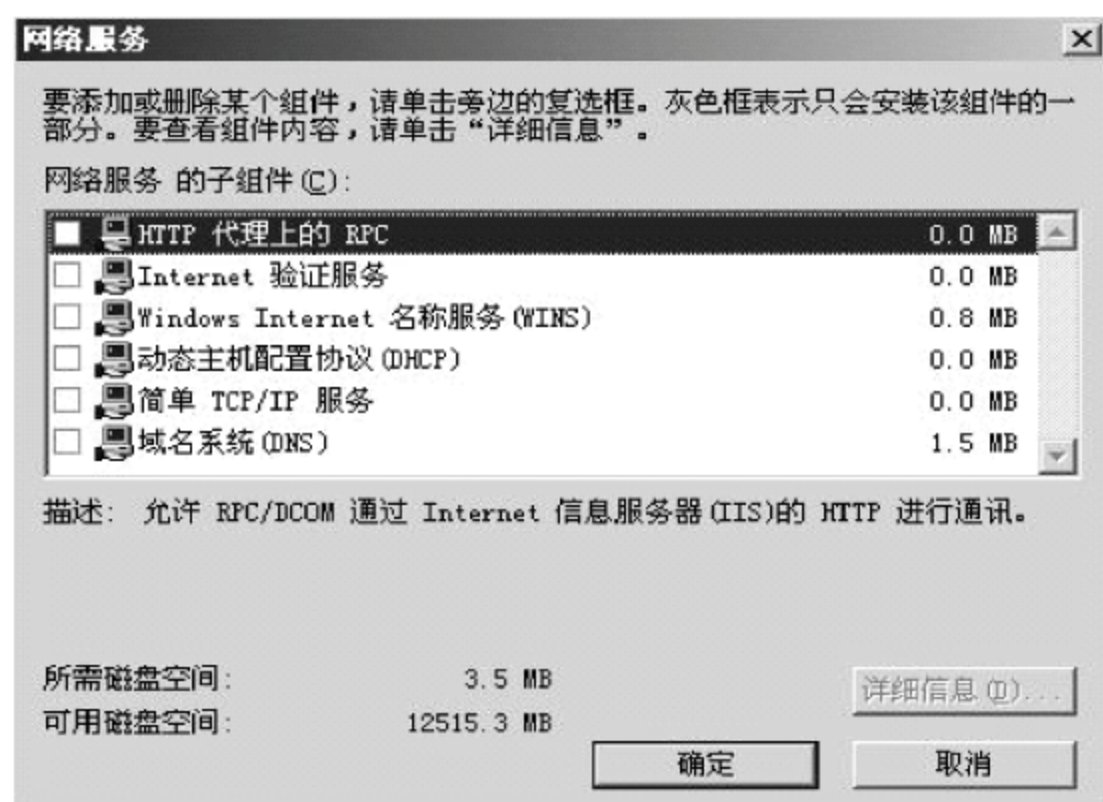 网络服务
要添加或删除某个组件，请单击旁边的复选框。灰色框表示只会安装该组件的一
部分。要查看组件内容，请单击“详细信息”。
网络服务 的子组件(C):
HTTP 代理上的 RPC 0.0 MB
Internet 验证服务 0.0 MB
Windows Internet 名称服务(WINS) 0.8 MB
动态主机配置协议(DHCP) 0.0 MB
简单 TCP/IP 服务 0.0 MB
域名系统(DNS) 1.5 MB
描述: 允许 RPC/DCOM 通过 Internet 信息服务器(IIS)的 HTTP 进行通讯。
所需磁盘空间: 3.5 MB
详细信息(D)...
可用磁盘空间: 12515.3 MB
确定 取消